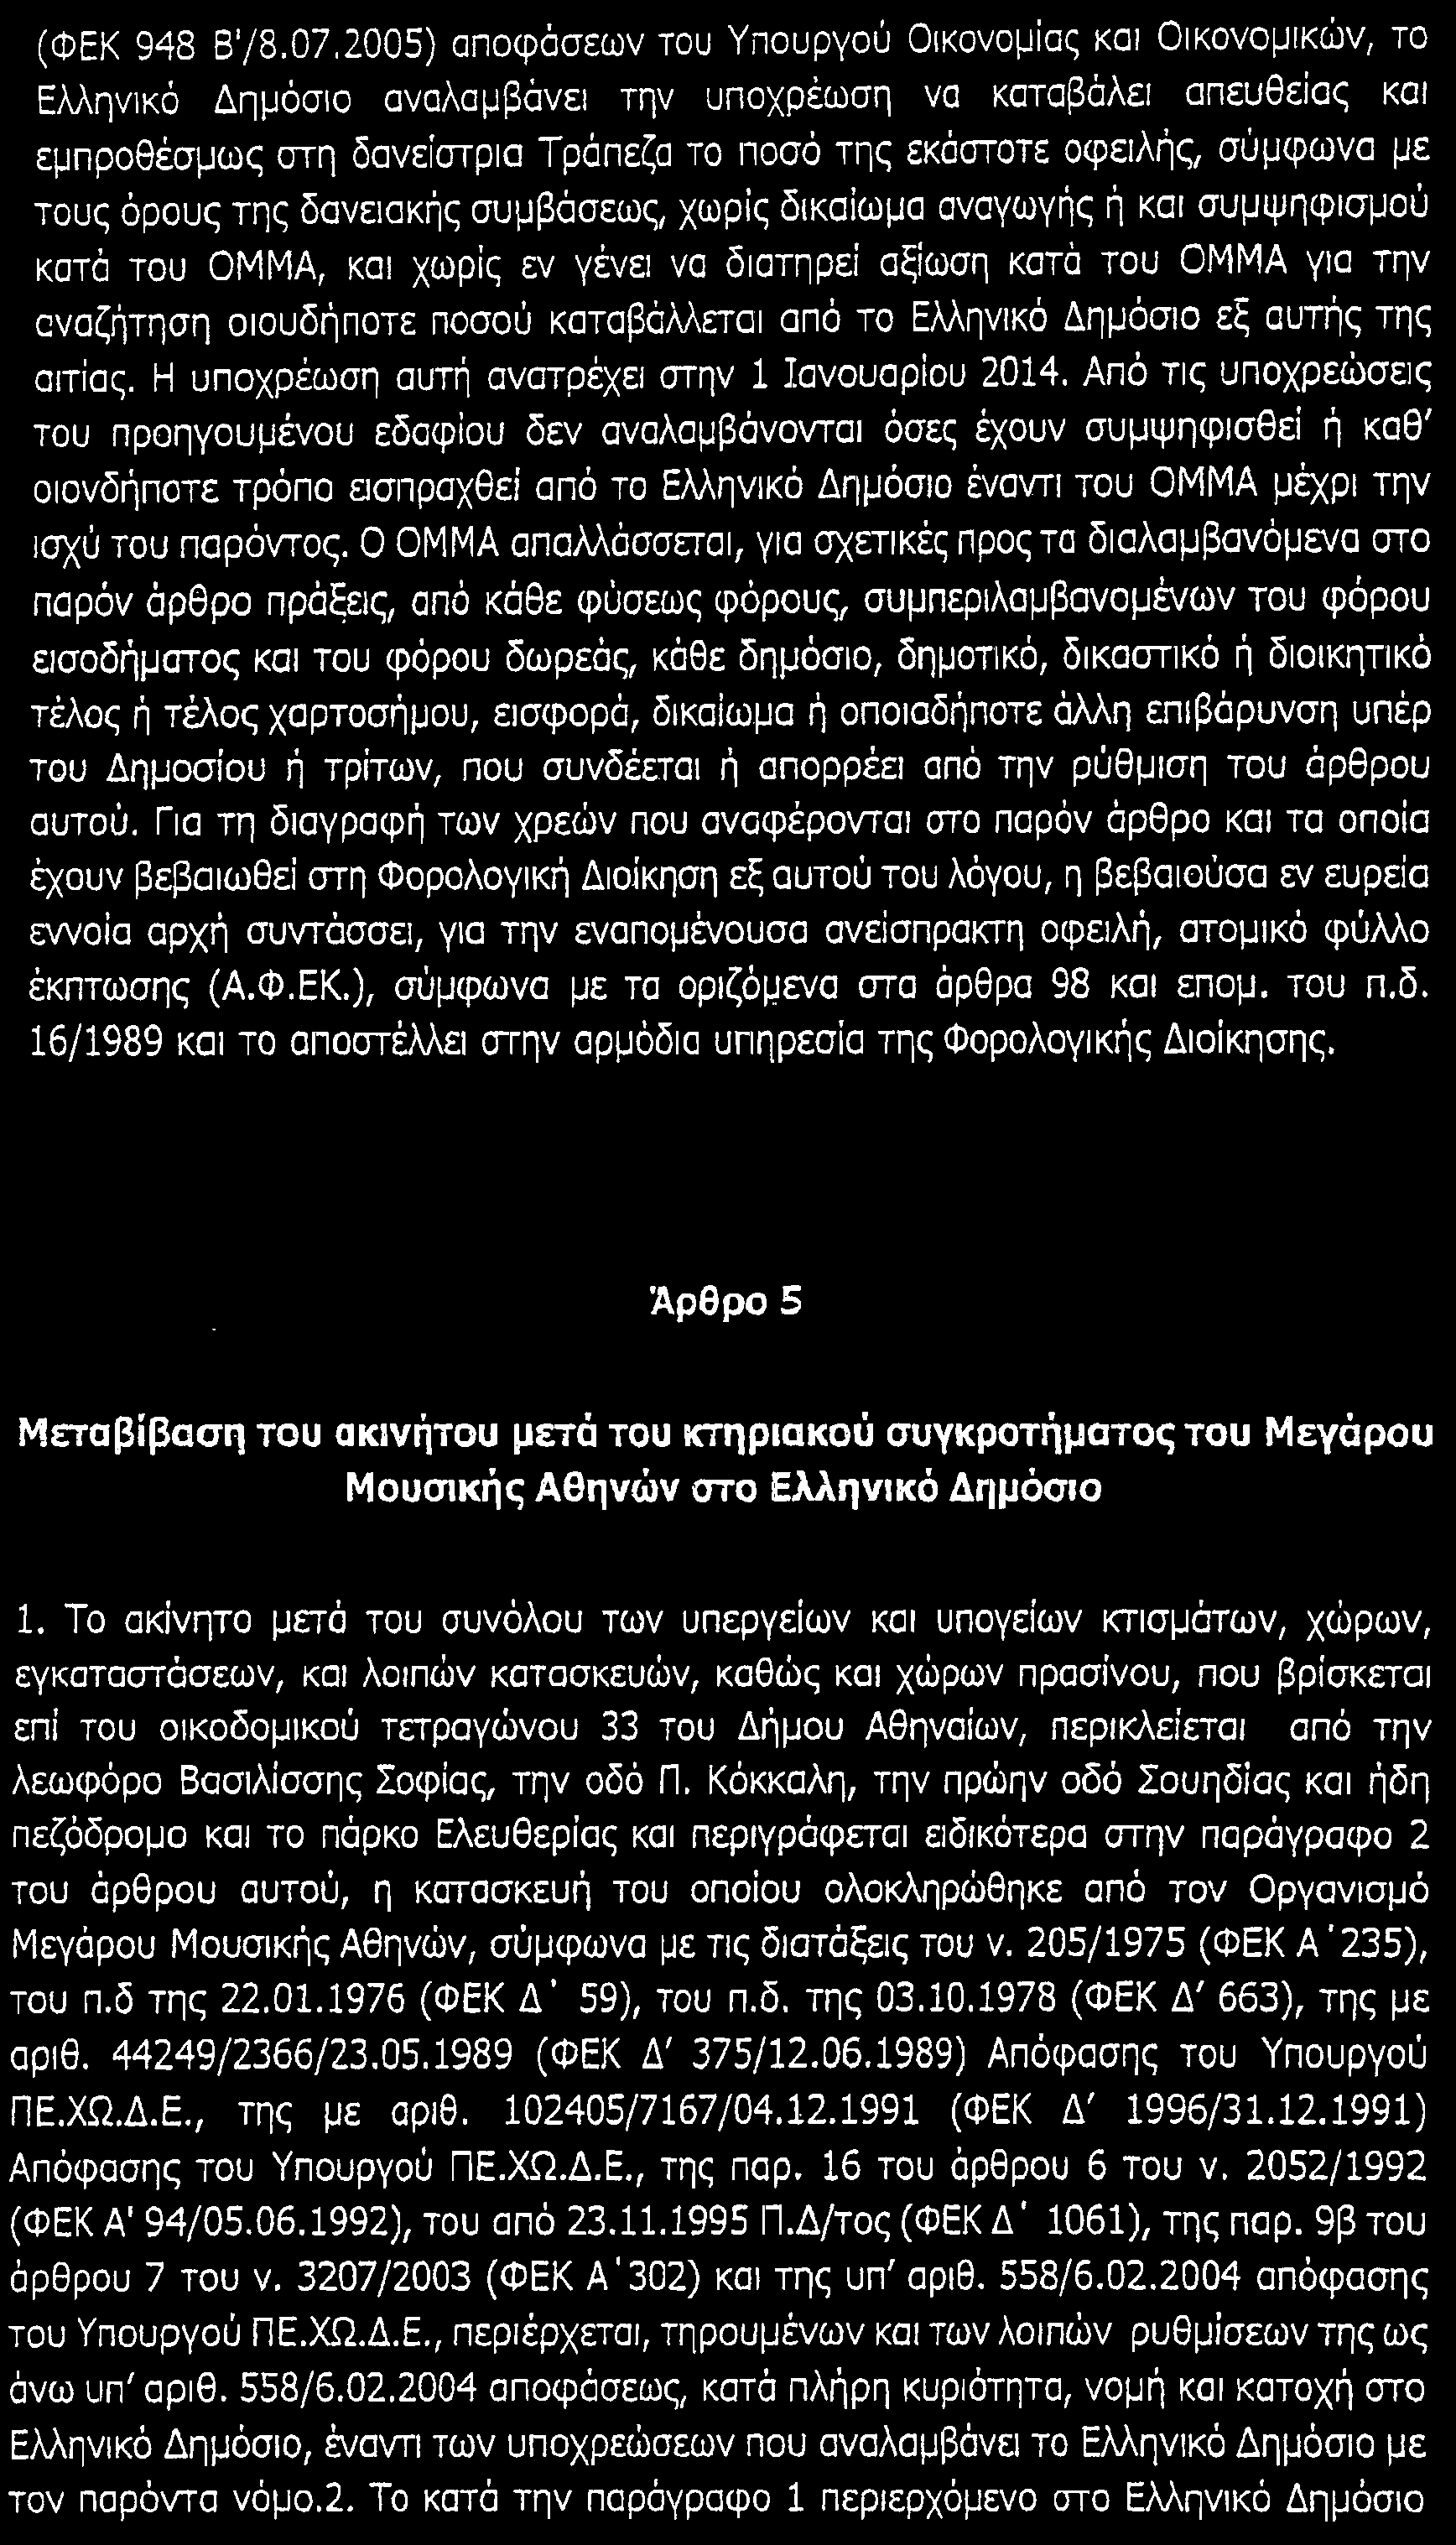 (ΦΕΚ 948 Β'/8.07.2005) αποφάσεων του Υπουργού Οικονομίας και Οικονομικών, το
Ελληνικό Δημόσιο αναλαμβάνει την υποχρέωση να καταβάλει απευθείας και
εμπροθέσμως στη δανείστρια Τράπεζα το ποσό της εκάστοτε οφειλής, σύμφωνα με
τους όρους της δανειακής συμβάσεως, χωρίς δικαίωμα αναγωγής ή και συμψηφισμού
κατά του ΟΜΜΑ, και χωρίς εν γένει να διατηρεί αξίωση κατά του ΟΜΜΑ για την
αναζήτηση οιουδήποτε ποσού καταβάλλεται από το Ελληνικό Δημόσιο εξ αυτής της
αιτίας. Η υποχρέωση αυτή ανατρέχει στην 1 Ιανουαρίου 2014. Από τις υποχρεώσεις
του προηγουμένου εδαφίου δεν αναλαμβάνονται όσες έχουν συμψηφισθεί ή καθ'
οιονδήποτε τρόπο εισπραχθεί από το Ελληνικό Δημόσιο έναντι του ΟΜΜΑ μέχρι την
ισχύ του παρόντος. Ο ΟΜΜΑ απαλλάσσεται, για σχετικές προς τα διαλαμβανόμενα στο
παρόν άρθρο πράξεις, από κάθε φύσεως φόρους, συμπεριλαμβανομένων του φόρου
εισοδήματος και του φόρου δωρεάς, κάθε δημόσιο, δημοτικό, δικαστικό ή διοικητικό
τέλος ή τέλος χαρτοσήμου, εισφορά, δικαίωμα ή οποιαδήποτε άλλη επιβάρυνση υπέρ
του Δημοσίου ή τρίτων, που συνδέεται ή απορρέει από την ρύθμιση του άρθρου
αυτού. Για τη διαγραφή των χρεών που αναφέρονται στο παρόν άρθρο και τα οποία
έχουν βεβαιωθεί στη Φορολογική Διοίκηση εξ αυτού του λόγου, η βεβαιούσα εν ευρεία
εννοία αρχή συντάσσει, για την εναπομένουσα ανείσπρακτη οφειλή, ατομικό φύλλο
έκπτωσης (Α.Φ.ΕΚ.), σύμφωνα με τα οριζόμενα στα άρθρα 98 και επομ. του π.δ.
16/1989 και το αποστέλλει στην αρμόδια υπηρεσία της Φορολογικής Διοίκησης.
Άρθρο 5
Μεταβίβαση του ακινήτου μετά του κτηριακού συγκροτήματος του Μεγάρου
Μουσικής Αθηνών στο Ελληνικό Δημόσιο
1. Το ακίνητο μετά του συνόλου των υπεργείων και υπογείων κτισμάτων, χώρων,
εγκαταστάσεων, και λοιπών κατασκευών, καθώς και χώρων πρασίνου, που βρίσκεται
επί του οικοδομικού τετραγώνου 33 του Δήμου Αθηναίων, περικλείεται από την
λεωφόρο Βασιλίσσης Σοφίας, την οδό Π. Κόκκαλη, την πρώην οδό Σουηδίας και ήδη
πεζόδρομο και το πάρκο Ελευθερίας και περιγράφεται ειδικότερα στην παράγραφο 2
του άρθρου αυτού, η κατασκευή του οποίου ολοκληρώθηκε από τον Οργανισμό
Μεγάρου Μουσικής Αθηνών, σύμφωνα με τις διατάξεις του ν. 205/1975 (ΦΕΚ Α΄235),
του π.δ της 22.01.1976 (ΦΕΚ Δ΄ 59), του π.δ. της 03.10.1978 (ΦΕΚ Δ' 663), της με
αριθ. 44249/2366/23.05.1989 (ΦΕΚ Δ' 375/12.06.1989) Απόφασης του Υπουργού
ΠΕ.ΧΩ.Δ.Ε., της με αριθ. 102405/7167/04.12.1991 (ΦΕΚ Δ' 1996/31.12.1991)
Απόφασης του Υπουργού ΠΕ.ΧΩ.Δ.Ε., της παρ. 16 του άρθρου 6 του ν. 2052/1992
(ΦΕΚ Α' 94/05.06.1992), του από 23.11.1995 Π.Δ/τος (ΦΕΚ Δ΄ 1061), της παρ. 9β του
άρθρου 7 του ν. 3207/2003 (ΦΕΚ Α΄302) και της υπ' αριθ. 558/6.02.2004 απόφασης
του Υπουργού ΠΕ.ΧΩ.Δ.Ε., περιέρχεται, τηρουμένων και των λοιπών ρυθμίσεων της ως
άνω υπ' αριθ. 558/6.02.2004 αποφάσεως, κατά πλήρη κυριότητα, νομή και κατοχή στο
Ελληνικό Δημόσιο, έναντι των υποχρεώσεων που αναλαμβάνει το Ελληνικό Δημόσιο με
τον παρόντα νόμο.2. Το κατά την παράγραφο 1 περιερχόμενο στο Ελληνικό Δημόσιο